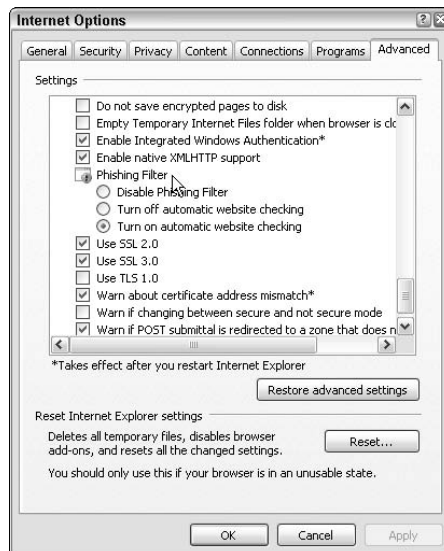 Internet Options
General Security Privacy Content Connections Programs Advanced
Settings
Do not save encrypted pages to disk
Empty Temporary Internet Files folder when browser is clo
Enable Integrated Windows Authentication*
Enable native XMLHTTP support
Phishing Filter
Disable Phishing Filter
Turn off automatic website checking
Turn on automatic website checking
Use SSL 2.0
Use SSL 3.0
Use TLS 1.0
Warn about certificate address mismatch*
Warn if changing between secure and not secure mode
Warn if POST submittal is redirected to a zone that does n
*Takes effect after you restart Internet Explorer
Restore advanced settings
Reset Internet Explorer settings
Deletes all temporary files, disables browser
add-ons, and resets all the changed settings.
Reset...
You should only use this if your browser is in an unusable state.
OK Cancel Apply